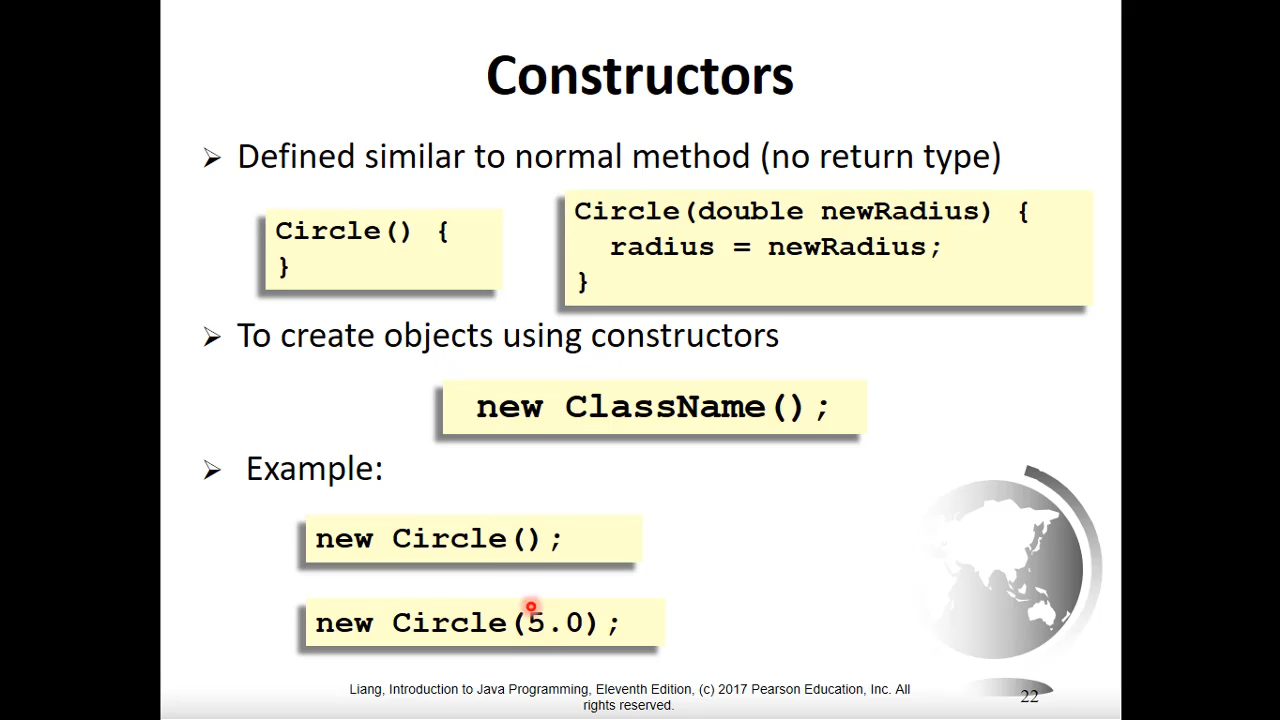 Constructors
Defined similar to normal method (no return type)
Circle() {
}
Circle(double newRadius) {
radius = newRadius;
}
To create objects using constructors
new ClassName();
Example:
new Circle();
new Circle(5.0);
Liang, Introduction to Java Programming, Eleventh Edition, (c) 2017 Pearson Education, Inc. All
rights reserved.
22